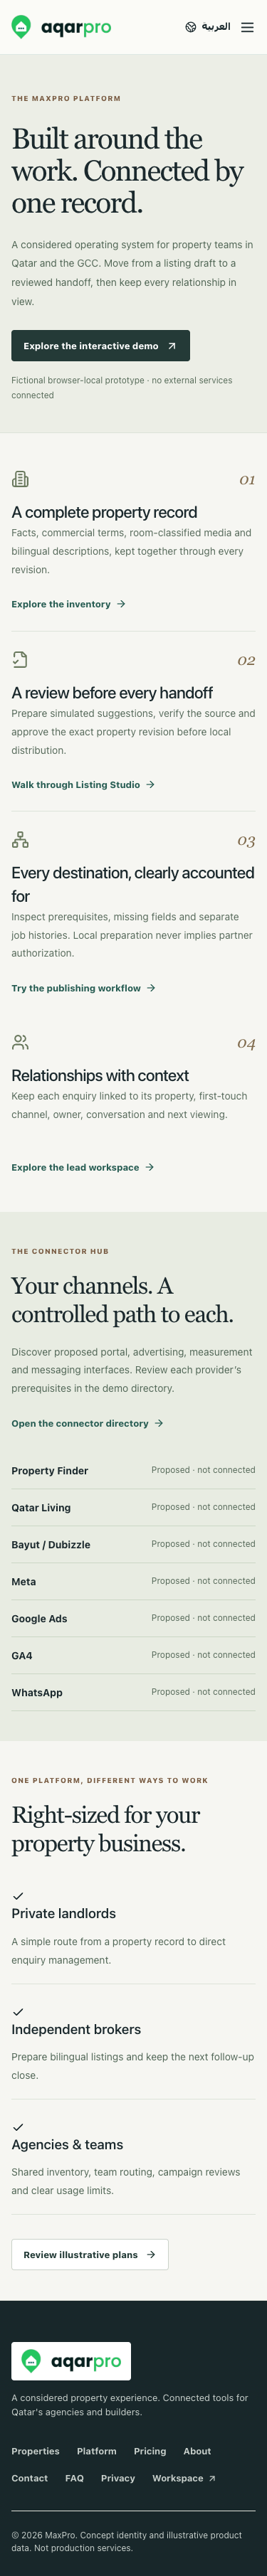 aqarpro
العربية
THE MAXPRO PLATFORM
Built around the
work. Connected by
one record.
A considered operating system for property teams in
Qatar and the GCC. Move from a listing draft to a
reviewed handoff, then keep every relationship in
view.
Explore the interactive demo
Fictional browser-local prototype · no external services
connected
01
A complete property record
Facts, commercial terms, room-classified media and
bilingual descriptions, kept together through every
revision.
Explore the inventory
02
A review before every handoff
Prepare simulated suggestions, verify the source and
approve the exact property revision before local
distribution.
Walk through Listing Studio
03
Every destination, clearly accounted
for
Inspect prerequisites, missing fields and separate
job histories. Local preparation never implies partner
authorization.
Try the publishing workflow
04
Relationships with context
Keep each enquiry linked to its property, first-touch
channel, owner, conversation and next viewing.
Explore the lead workspace
THE CONNECTOR HUB
Your channels. A
controlled path to each.
Discover proposed portal, advertising, measurement
and messaging interfaces. Review each provider's
prerequisites in the demo directory.
Open the connector directory
Property Finder Proposed · not connected
Qatar Living Proposed · not connected
Bayut / Dubizzle Proposed · not connected
Meta Proposed · not connected
Google Ads Proposed · not connected
GA4 Proposed · not connected
WhatsApp Proposed · not connected
ONE PLATFORM, DIFFERENT WAYS TO WORK
Right-sized for your
property business.
Private landlords
A simple route from a property record to direct
enquiry management.
Independent brokers
Prepare bilingual listings and keep the next follow-up
close.
Agencies & teams
Shared inventory, team routing, campaign reviews
and clear usage limits.
Review illustrative plans
aqarpro
A considered property experience. Connected tools for
Qatar's agencies and builders.
Properties Platform Pricing About
Contact FAQ Privacy Workspace
© 2026 MaxPro. Concept identity and illustrative product
data. Not production services.